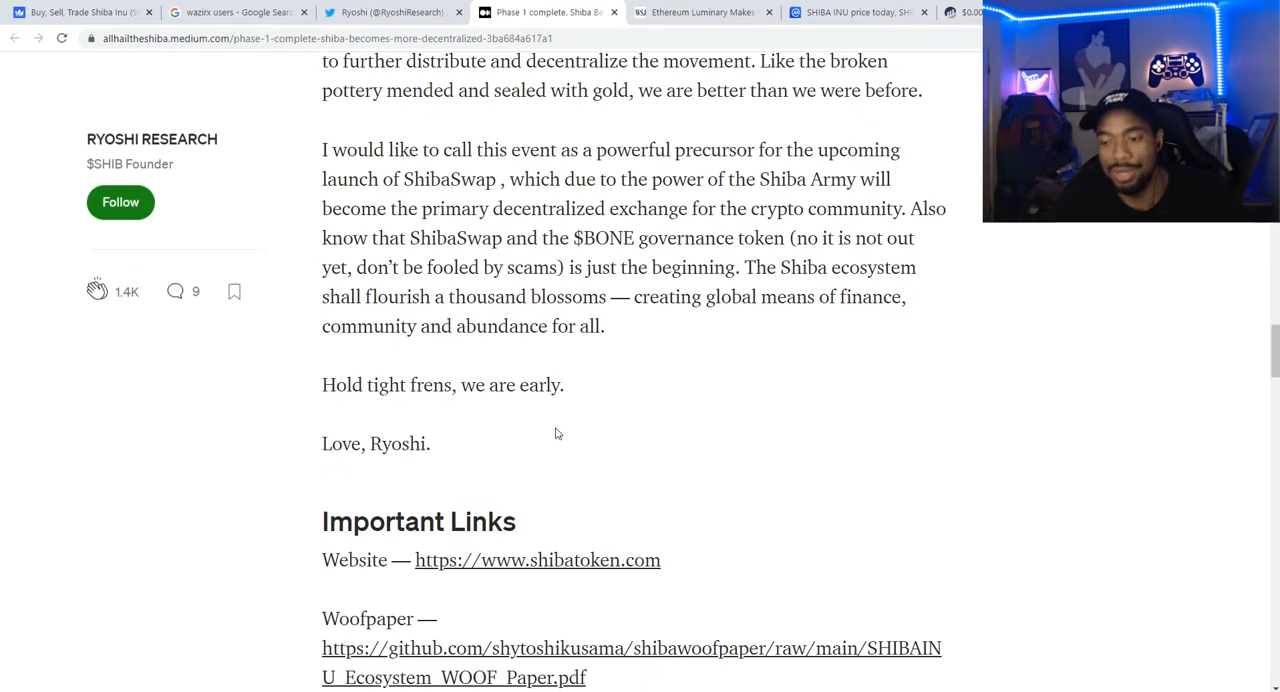 Buy, Sell, Trade Shiba Inu (S
wazirx users - Google Searc
Ryoshi (@RyoshiResearch)
Phase 1 complete. Shiba Be
WSJ Ethereum Luminary Makes
SHIBA INU price today, SHI
$0.00
allhailtheshiba.medium.com/phase-1-complete-shiba-becomes-more-decentralized-3ba684a617a1
to further distribute and decentralize the movement. Like the broken
pottery mended and sealed with gold, we are better than we were before.
RYOSHI RESEARCH
$SHIB Founder
Follow
1.4K
9
I would like to call this event as a powerful precursor for the upcoming
launch of ShibaSwap , which due to the power of the Shiba Army will
become the primary decentralized exchange for the crypto community. Also
know that ShibaSwap and the $BONE governance token (no it is not out
yet, don't be fooled by scams) is just the beginning. The Shiba ecosystem
shall flourish a thousand blossoms — creating global means of finance,
community and abundance for all.
Hold tight frens, we are early.
Love, Ryoshi.
Important Links
Website — https://www.shibatoken.com
Woofpaper —
https://github.com/shytoshikusama/shibawoofpaper/raw/main/SHIBAIN
U_Ecosystem_WOOF_Paper.pdf